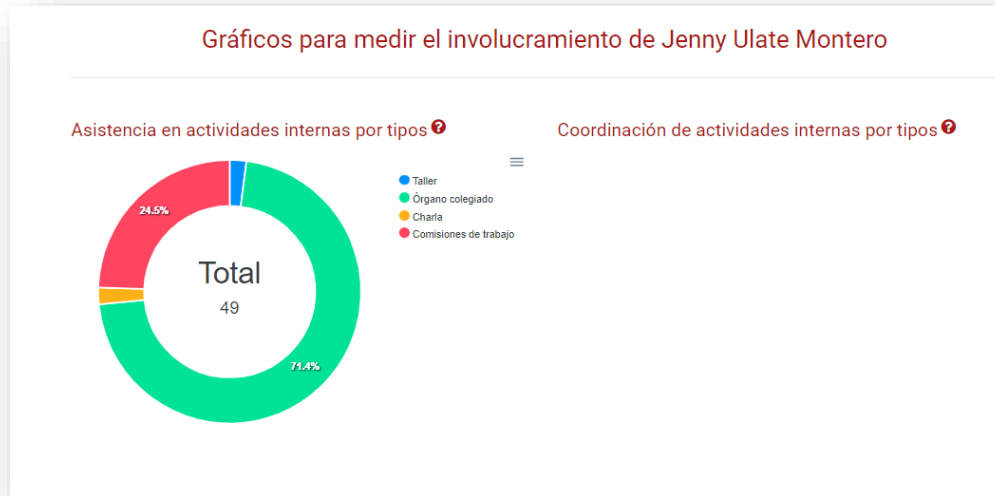 Gráficos para medir el involucramiento de Jenny Ulate Montero
Asistencia en actividades internas por tipos
Taller
Órgano colegiado
Charla
Comisiones de trabajo
24.5%
Total
49
71.4%
Coordinación de actividades internas por tipos